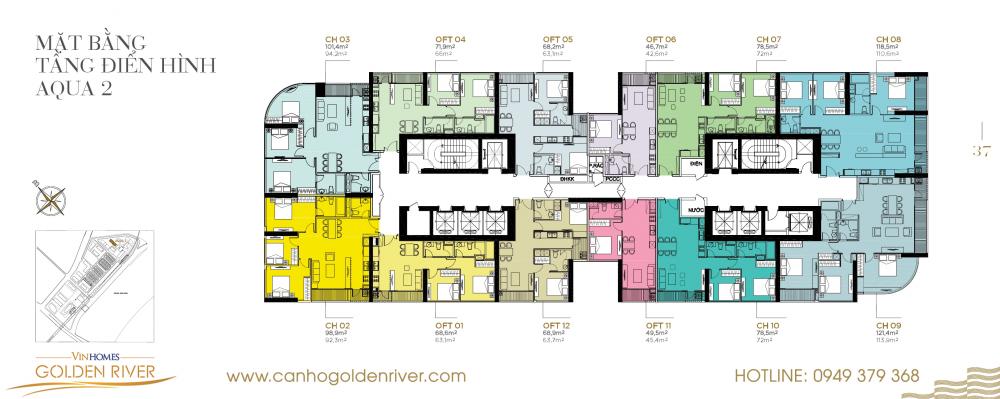 MẶT BẰNG
TẦNG ĐIỂN HÌNH
AQUA 2
CH 03
101,4m²
94,2m²
OFT 04
71,9m²
66m²
OFT 05
68,2m²
63,1m²
OFT 06
46,7m²
42,6m²
CH 07
78,5m²
72m²
CH 08
118,5m²
110,6m²
37
P.RÁC
ĐIỆN
ĐHKK
PCCC
NƯỚC
CH 02
98,9m²
92,3m²
OFT 01
68,6m²
63,1m²
OFT 12
68,9m²
63,7m²
OFT 11
49,5m²
45,4m²
CH 10
78,5m²
72m²
CH 09
121,4m²
113,9m²
VINHOMES
GOLDEN RIVER
www.canhogoldenriver.com
HOTLINE: 0949 379 368